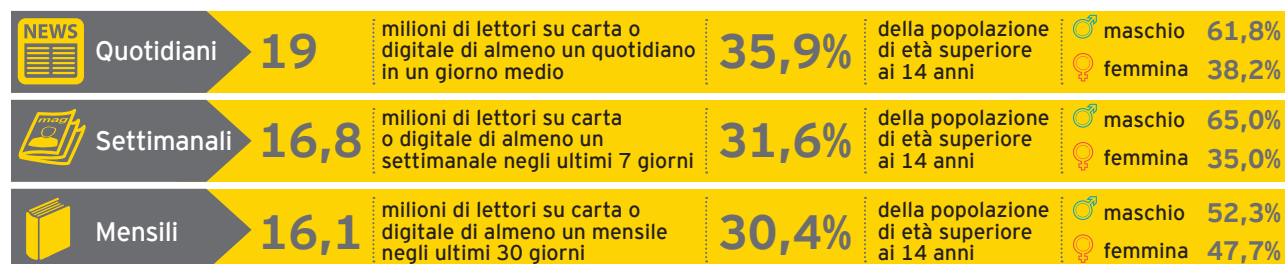 NEWS
Quotidiani
19
milioni di lettori su carta o
digitale di almeno un quotidiano
in un giorno medio
35,9%
della popolazione
di età superiore
ai 14 anni
maschio 61,8%
femmina 38,2%
mag
Settimanali
16,8
milioni di lettori su carta
o digitale di almeno un
settimanale negli ultimi 7 giorni
31,6%
della popolazione
di età superiore
ai 14 anni
maschio 65,0%
femmina 35,0%
Mensili
16,1
milioni di lettori su carta o
digitale di almeno un mensile
negli ultimi 30 giorni
30,4%
della popolazione
di età superiore
ai 14 anni
maschio 52,3%
femmina 47,7%